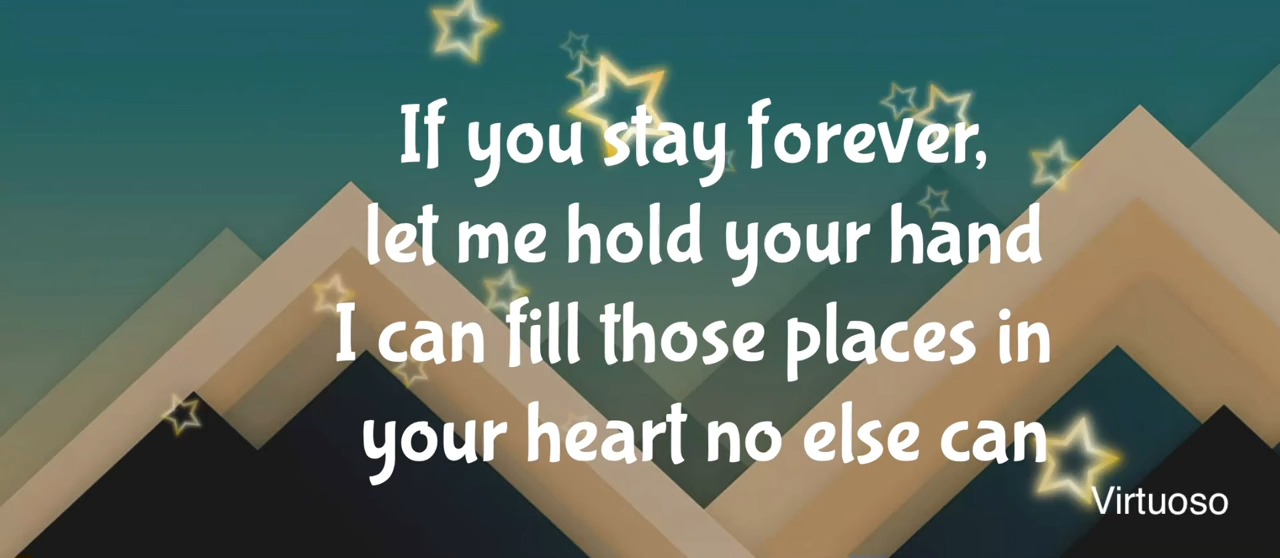 If you stay forever,
let me hold your hand
I can fill those places in
your heart no else can
Virtuoso